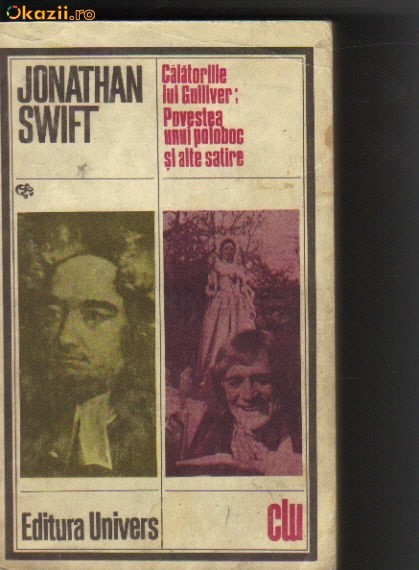 Okazii.ro
JONATHAN
SWIFT
Călătoriile
lui Gulliver;
Povestea
unui poloboc
și alte satire
Editura Univers
clu